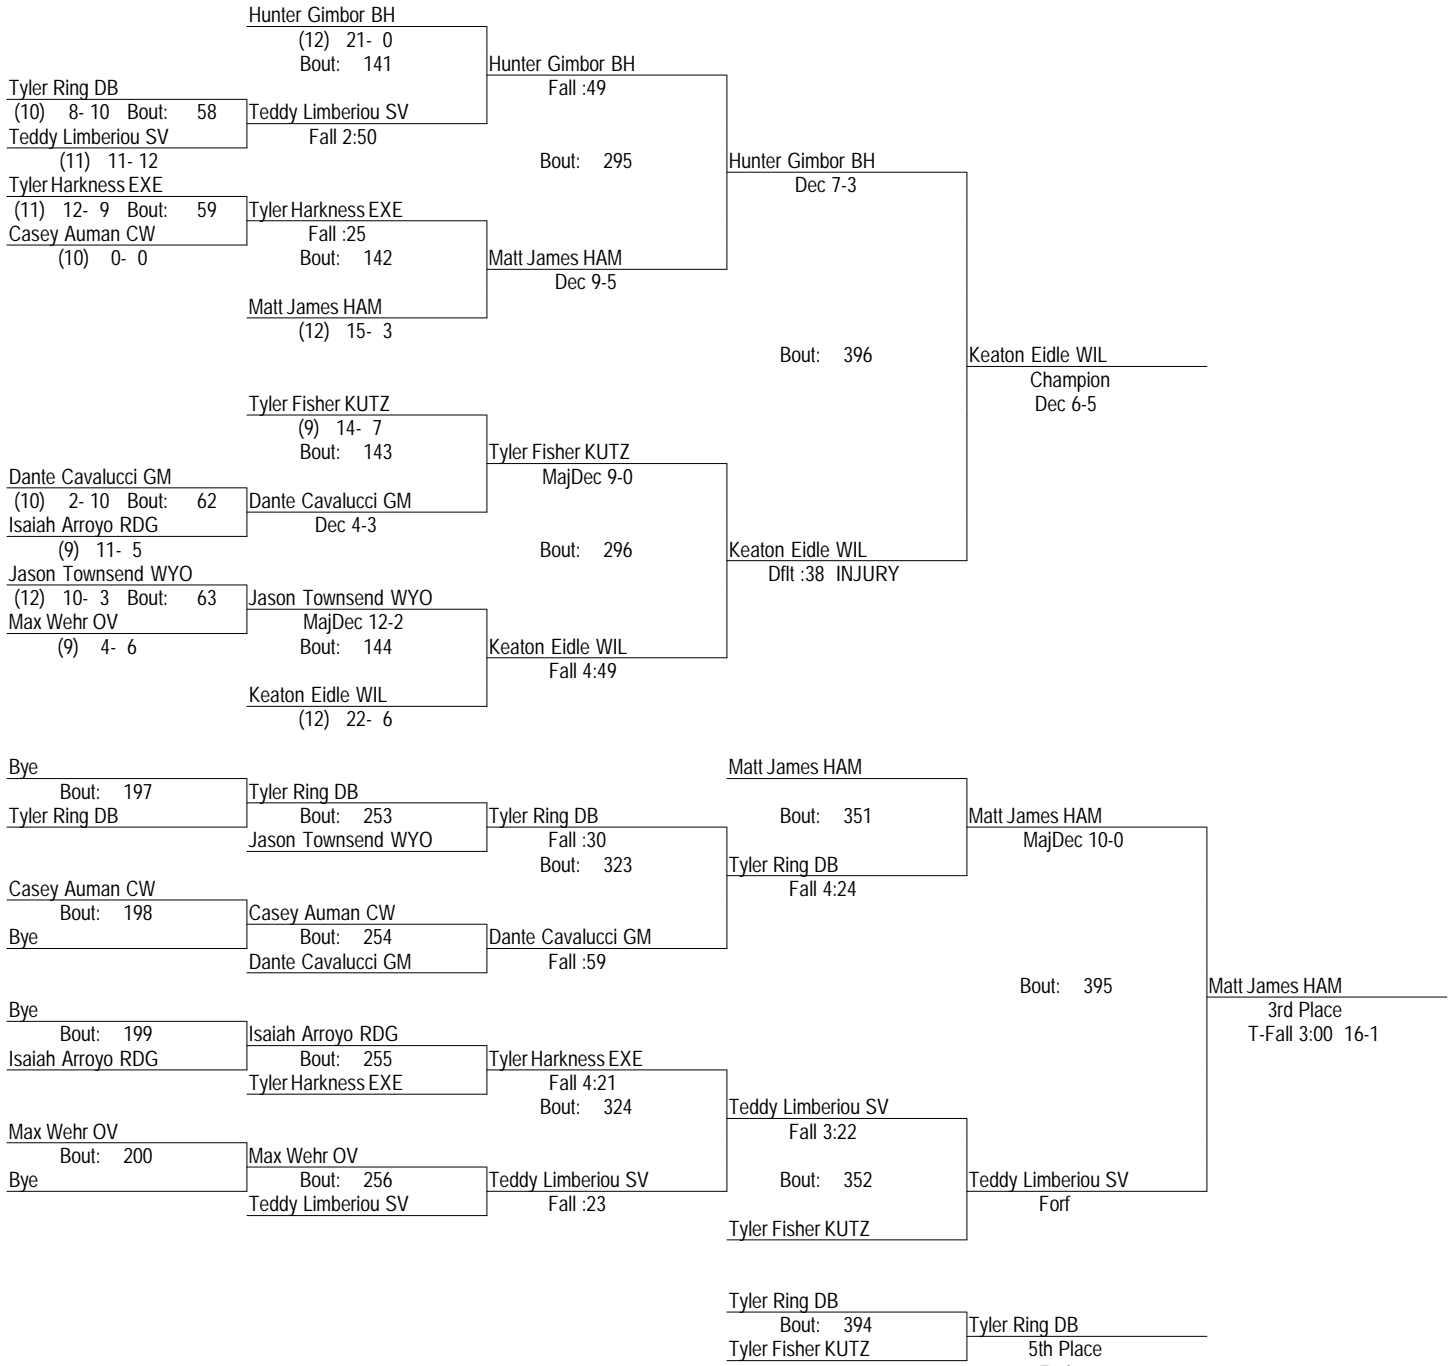 Hunter Gimbor BH
(12) 21- 0
Bout: 141
Hunter Gimbor BH
Fall :49
Tyler Ring DB
(10) 8- 10 Bout: 58
Teddy Limberiou SV
Fall 2:50
Teddy Limberiou SV
(11) 11- 12
Bout: 295
Hunter Gimbor BH
Dec 7-3
Tyler Harkness EXE
(11) 12- 9 Bout: 59
Tyler Harkness EXE
Fall :25
Casey Auman CW
(10) 0- 0
Bout: 142
Matt James HAM
Dec 9-5
Matt James HAM
(12) 15- 3
Bout: 396
Keaton Eidle WIL
Champion
Dec 6-5
Tyler Fisher KUTZ
(9) 14- 7
Bout: 143
Tyler Fisher KUTZ
MajDec 9-0
Dante Cavalucci GM
(10) 2- 10 Bout: 62
Dante Cavalucci GM
Dec 4-3
Isaiah Arroyo RDG
(9) 11- 5
Bout: 296
Keaton Eidle WIL
Dflt :38 INJURY
Jason Townsend WYO
(12) 10- 3 Bout: 63
Jason Townsend WYO
MajDec 12-2
Max Wehr OV
(9) 4- 6
Bout: 144
Keaton Eidle WIL
Fall 4:49
Keaton Eidle WIL
(12) 22- 6
Bye
Bout: 197
Tyler Ring DB
Tyler Ring DB
Bout: 253
Jason Townsend WYO
Tyler Ring DB
Fall :30
Bout: 323
Matt James HAM
Bout: 351
Matt James HAM
MajDec 10-0
Tyler Ring DB
Fall 4:24
Casey Auman CW
Bout: 198
Bye
Casey Auman CW
Bout: 254
Dante Cavalucci GM
Dante Cavalucci GM
Fall :59
Bout: 395
Matt James HAM
3rd Place
T-Fall 3:00 16-1
Bye
Bout: 199
Isaiah Arroyo RDG
Isaiah Arroyo RDG
Bout: 255
Tyler Harkness EXE
Tyler Harkness EXE
Fall 4:21
Bout: 324
Teddy Limberiou SV
Fall 3:22
Max Wehr OV
Bout: 200
Bye
Max Wehr OV
Bout: 256
Teddy Limberiou SV
Teddy Limberiou SV
Fall :23
Bout: 352
Teddy Limberiou SV
Forf
Tyler Fisher KUTZ
Tyler Ring DB
Bout: 394
Tyler Ring DB
Tyler Fisher KUTZ
5th Place